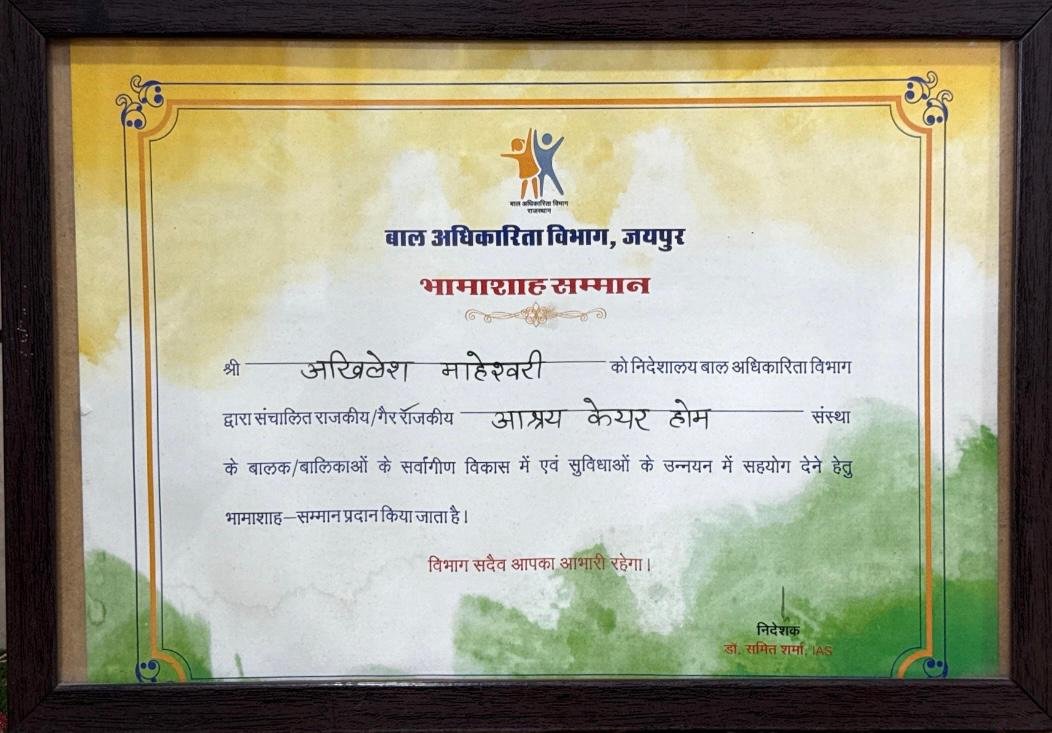 बाल अधिकारिता विभाग
राजस्थान
बाल अधिकारिता विभाग, जयपुर
भामाशाह सम्मान
श्री अखिलेश माहेश्वरी को निदेशालय बाल अधिकारिता विभाग
द्वारा संचालित राजकीय/गैर राजकीय आश्रय केयर होम संस्था
के बालक/बालिकाओं के सर्वागीण विकास में एवं सुविधाओं के उन्नयन में सहयोग देने हेतु
भामाशाह–सम्मान प्रदान किया जाता है।
विभाग सदैव आपका आभारी रहेगा।
निदेशक
डॉ. समित शर्मा, IAS